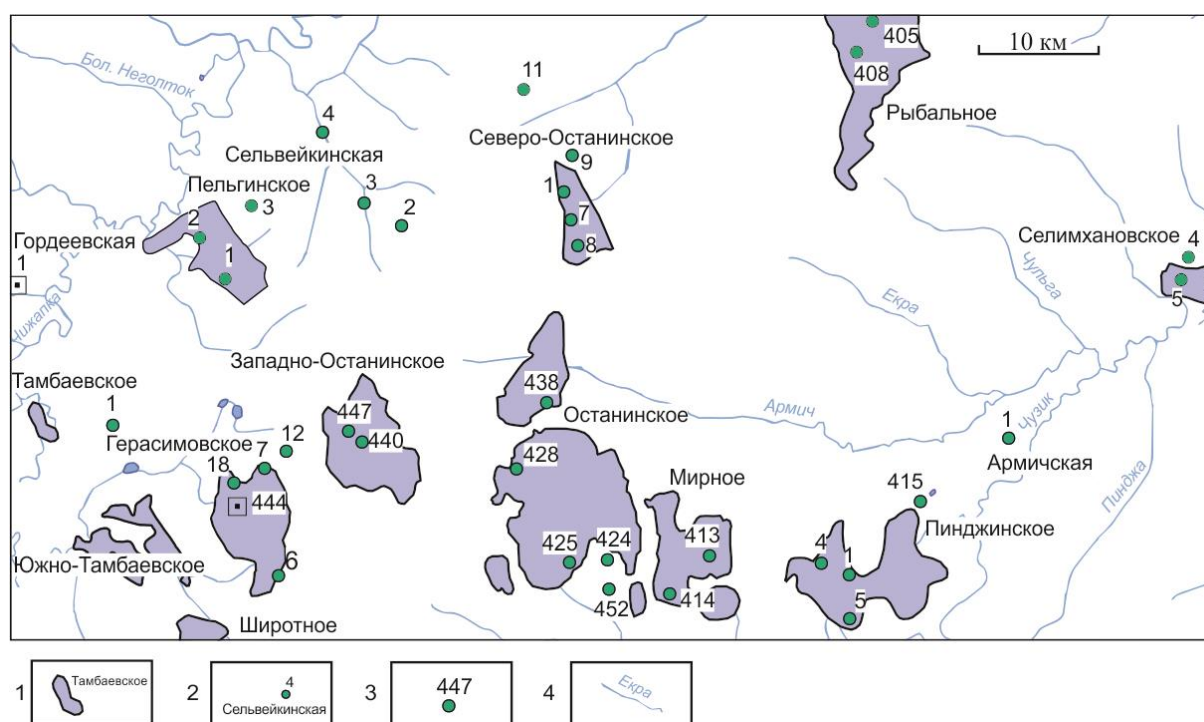 405
10 км
408
Рыбальное
11
Бол. Неголток
4
Сельвейкинская
Северо-Останинское
9
Пельгинское
3
3
2
1
7
8
2
1
Гордеевская
1
Чижапка
Селимхановское
4
5
Чульга
Екра
Западно-Останинское
438
Останинское
Армич
Чузик
Тамбаевское
1
447
440
Герасимовское
7
12
18
444
428
1
Армичская
Пинджа
Мирное
415
Пинджинское
413
Южно-Тамбаевское
6
425
424
452
414
4
1
5
Широтное
1
Тамбаевское
2
4
Сельвейкинская
3
447
4
Екра